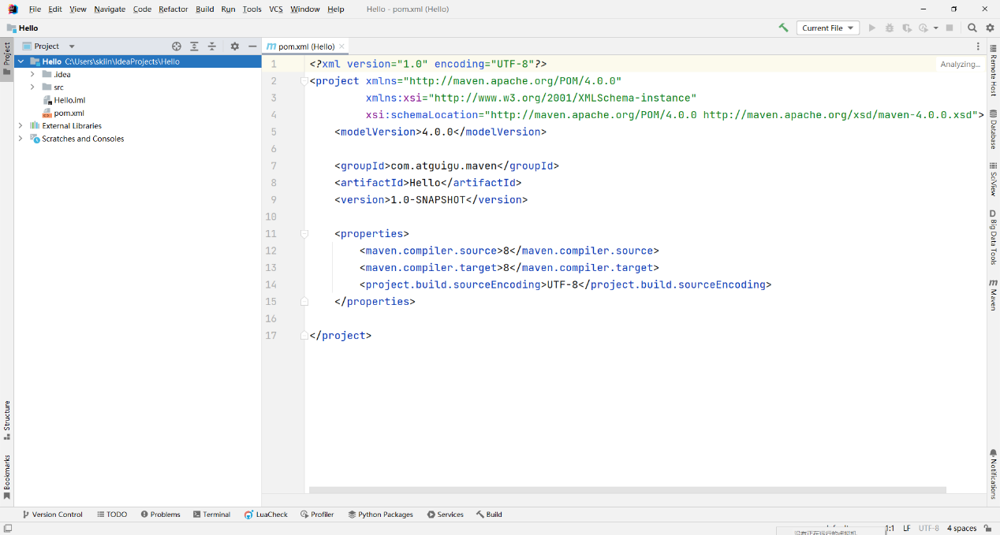 File Edit View Navigate Code Refactor Build Run Tools VCS Window Help Hello - pom.xml (Hello)
Hello
Current File
Project
pom.xml (Hello)
Project
Hello C:\Users\sklin\IdeaProjects\Hello
.idea
src
Hello.iml
pom.xml
External Libraries
Scratches and Consoles
Structure
Bookmarks
1 <?xml version="1.0" encoding="UTF-8"?>
Analyzing...
2 <project xmlns="http://maven.apache.org/POM/4.0.0"
3 xmlns:xsi="http://www.w3.org/2001/XMLSchema-instance"
4 xsi:schemaLocation="http://maven.apache.org/POM/4.0.0 http://maven.apache.org/xsd/maven-4.0.0.xsd">
5 <modelVersion>4.0.0</modelVersion>
6
7 <groupId>com.atguigu.maven</groupId>
8 <artifactId>Hello</artifactId>
9 <version>1.0-SNAPSHOT</version>
10
11 <properties>
12 <maven.compiler.source>8</maven.compiler.source>
13 <maven.compiler.target>8</maven.compiler.target>
14 <project.build.sourceEncoding>UTF-8</project.build.sourceEncoding>
15 </properties>
16
17 </project>
Remote Host
Database
SciView
D Big Data Tools
m Maven
Notifications
Version Control TODO Problems Terminal LuaCheck Profiler Python Packages Services Build
1:1 LF UTF-8 4 spaces